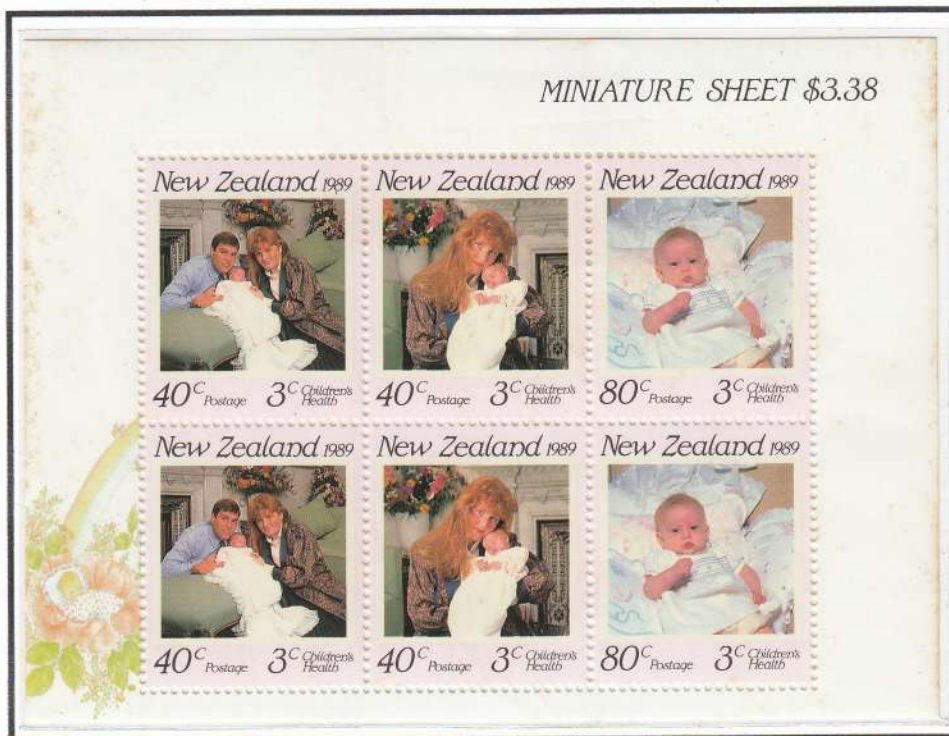 MINIATURE SHEET $3.38
New Zealand 1989 New Zealand 1989 New Zealand 1989
40c Postage 3c Children's Health 40c Postage 3c Children's Health 80c Postage 3c Children's Health
New Zealand 1989 New Zealand 1989 New Zealand 1989
40c Postage 3c Children's Health 40c Postage 3c Children's Health 80c Postage 3c Children's Health